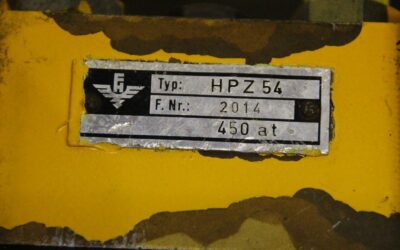 Typ: HPZ 54
F. Nr.: 2014
450 at